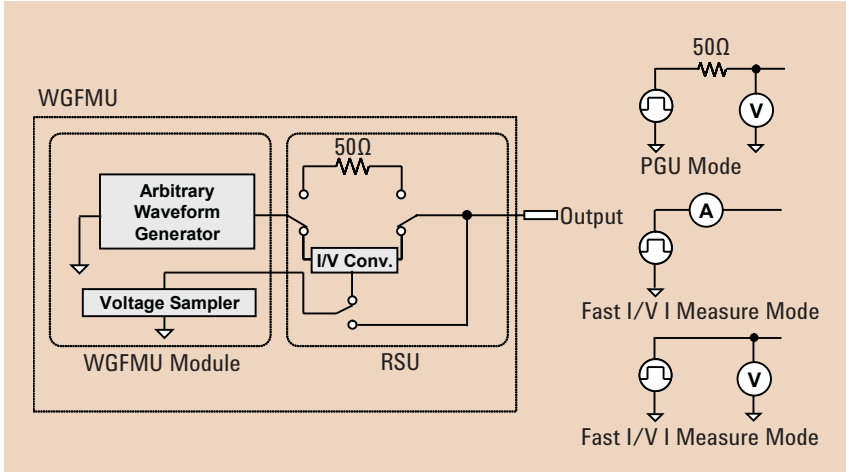 WGFMU
50Ω
Arbitrary
Waveform
Generator
I/V Conv.
Voltage Sampler
WGFMU Module
RSU
Output
50Ω
V
PGU Mode
A
Fast I/V I Measure Mode
V
Fast I/V I Measure Mode